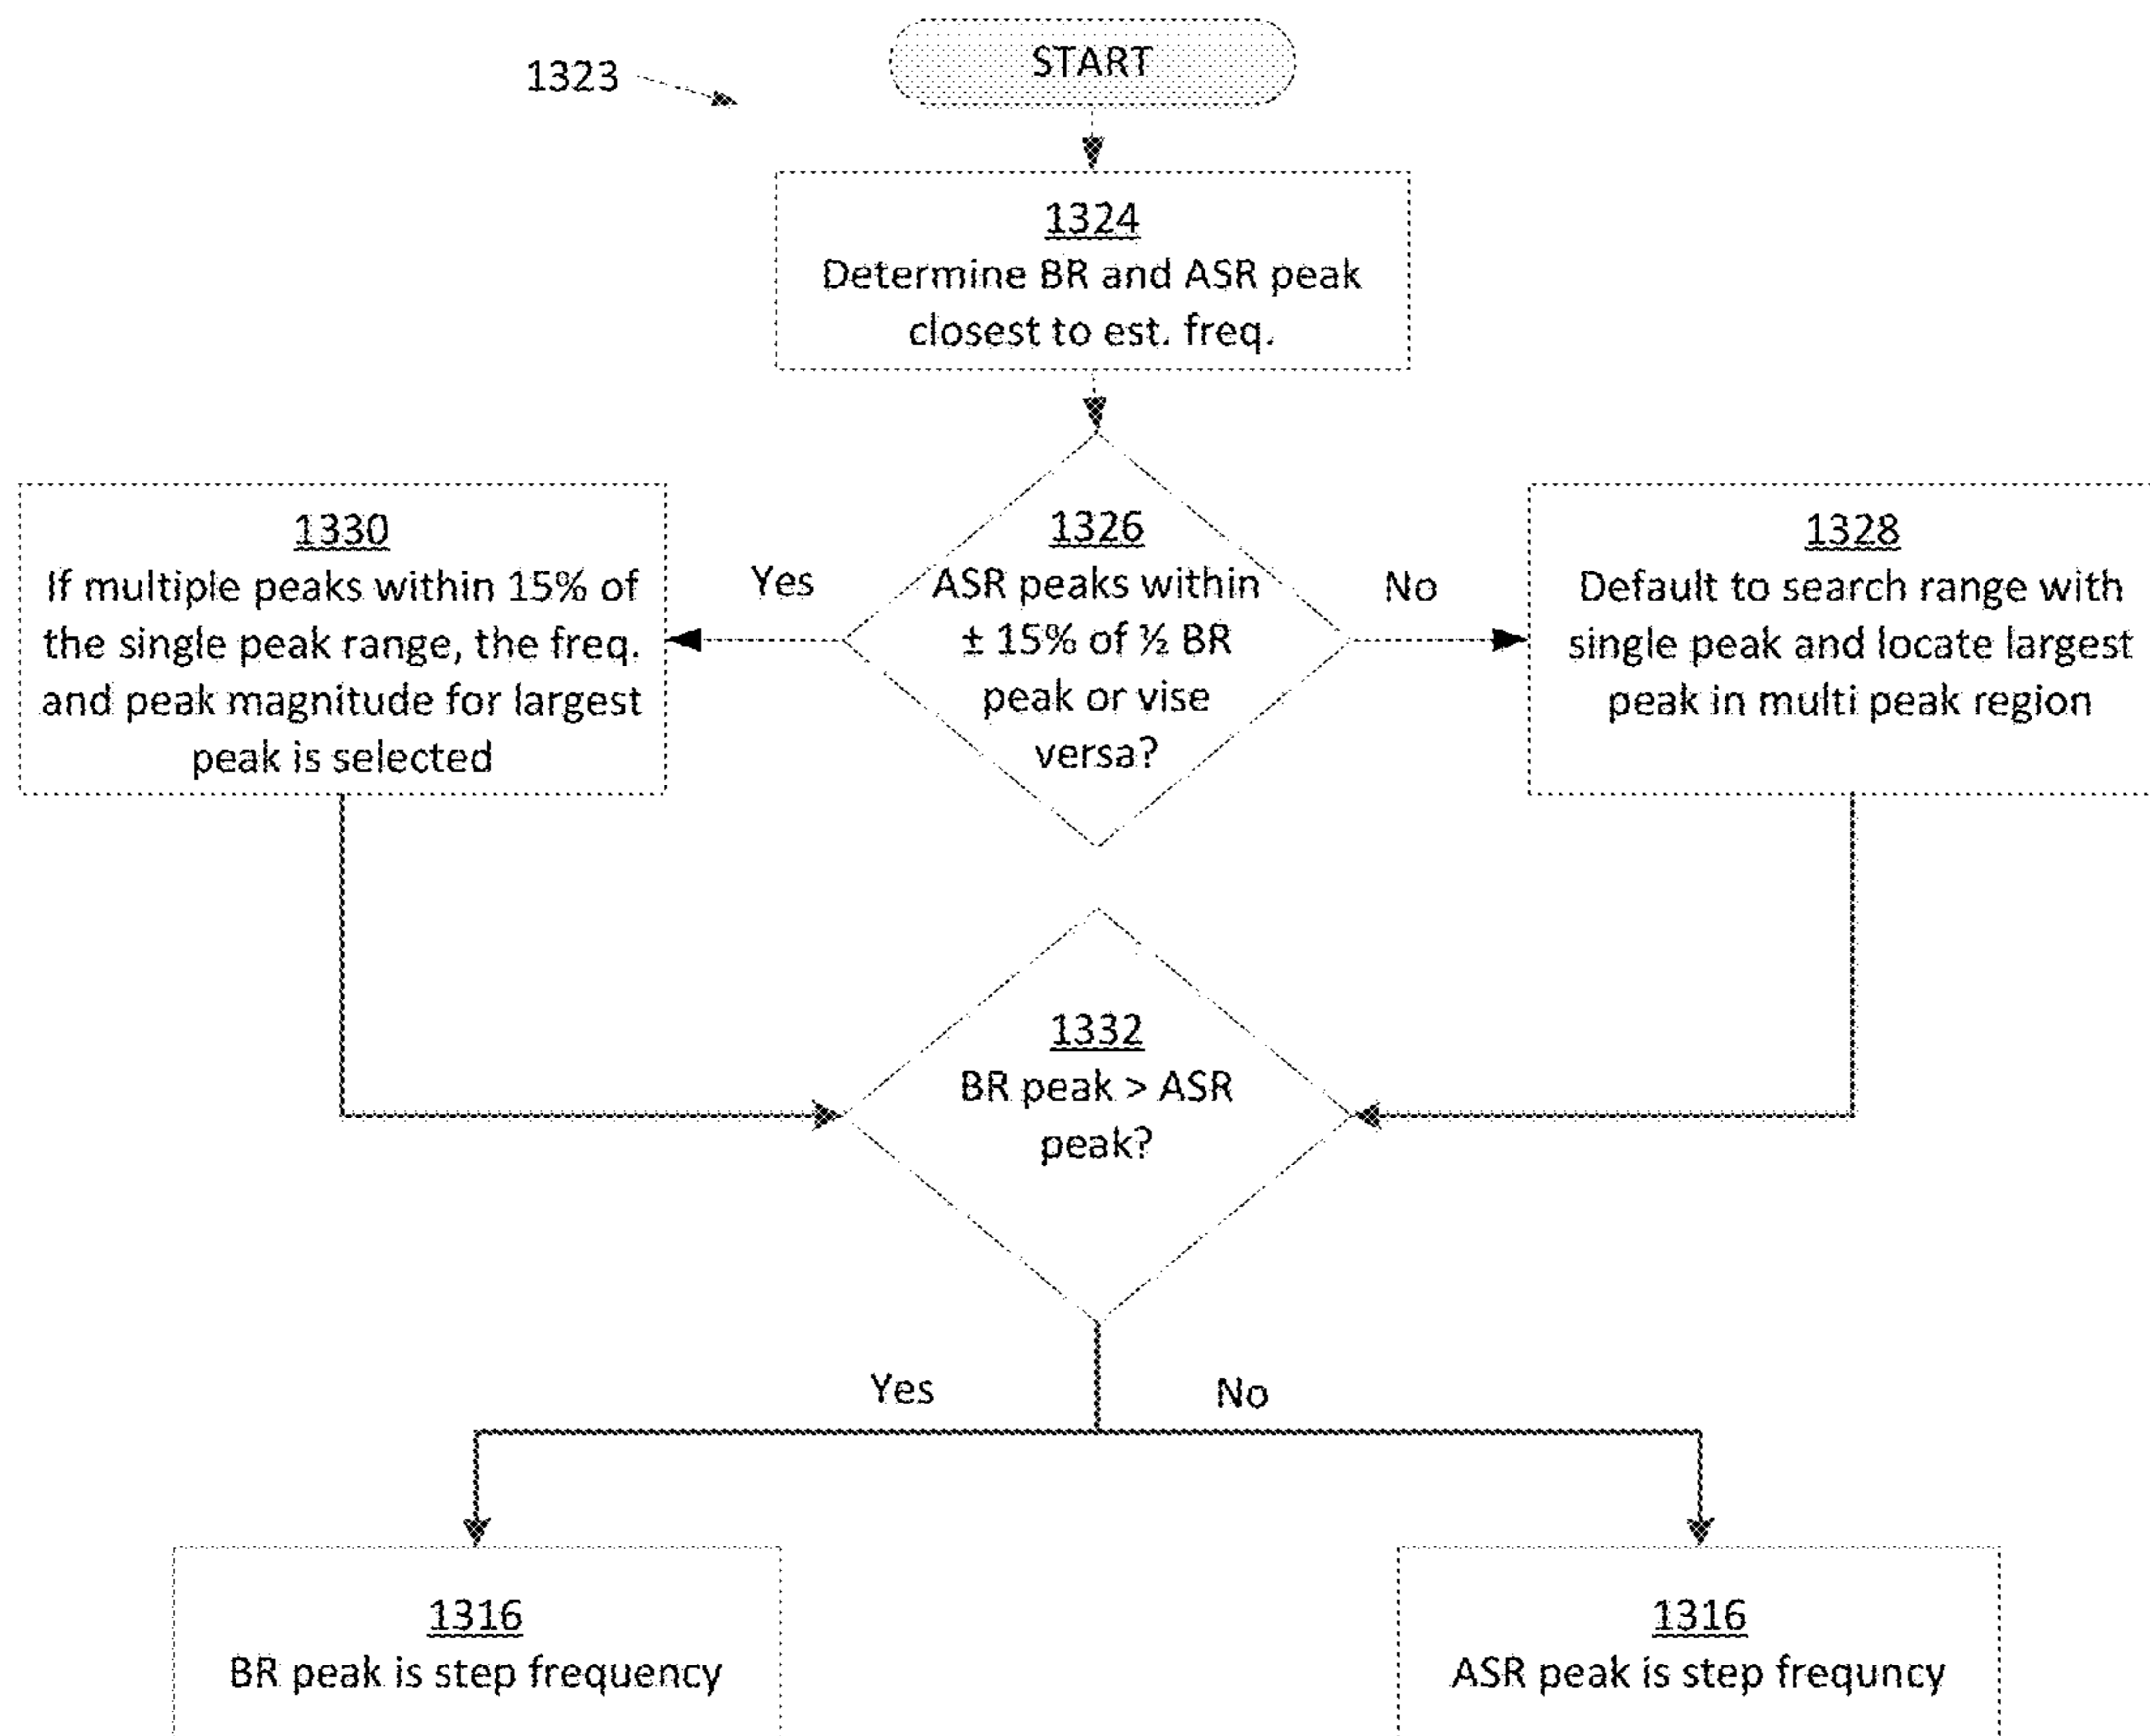 START
1323
1324
Determine BR and ASR peak
closest to est. freq.
1330
If multiple peaks within 15% of
the single peak range, the freq.
and peak magnitude for largest
peak is selected
Yes
1326
ASR peaks within
± 15% of ½ BR
peak or vise
versa?
No
1328
Default to search range with
single peak and locate largest
peak in multi peak region
1332
BR peak > ASR
peak?
Yes
No
1316
BR peak is step frequency
1316
ASR peak is step frequncy